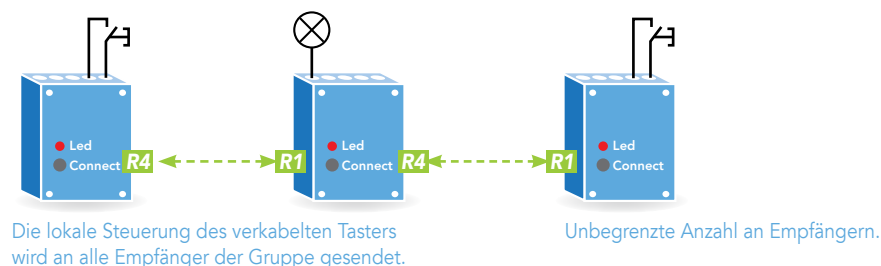 Led
Connect
R4
R1
Led
Connect
R4
R1
Led
Connect
Die lokale Steuerung des verkabelten Tasters
wird an alle Empfänger der Gruppe gesendet.
Unbegrenzte Anzahl an Empfängern.